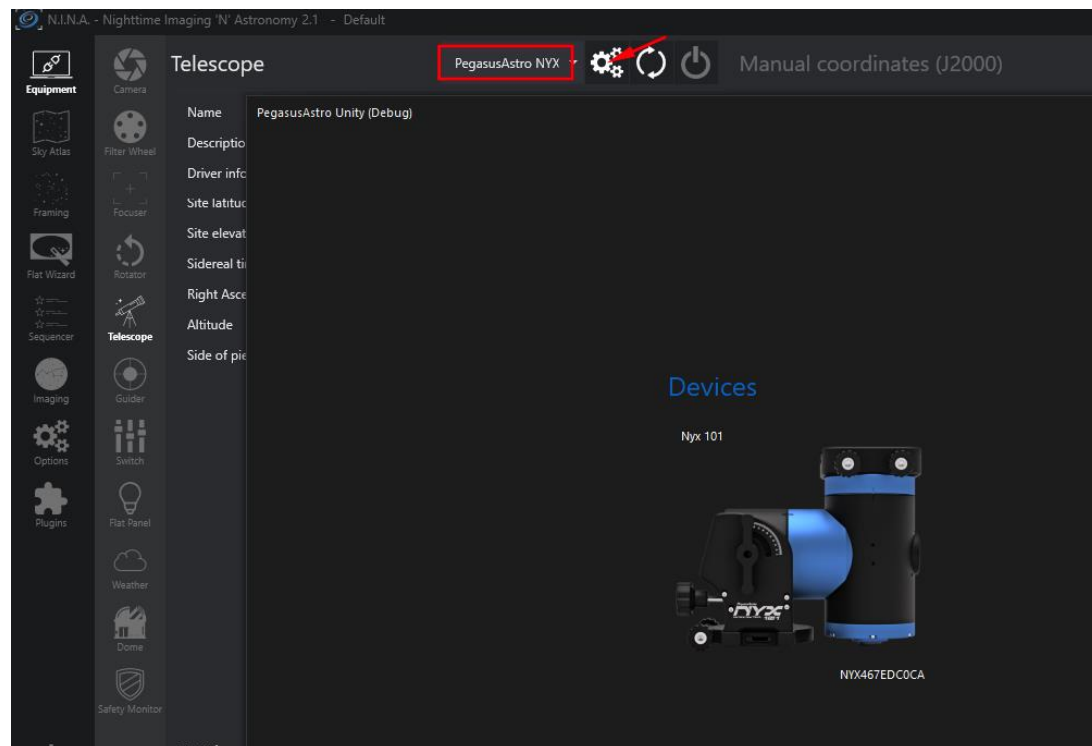 N.I.N.A. - Nighttime Imaging 'N' Astronomy 2.1 - Default
Equipment
Sky Atlas
Framing
Flat Wizard
Sequencer
Imaging
Options
Plugins
Camera
Filter Wheel
Focuser
Rotator
Telescope
Guider
Switch
Flat Panel
Weather
Dome
Safety Monitor
Telescope
PegasusAstro NYX
Manual coordinates (J2000)
Name
Descriptio
Driver info
Site latitud
Site elevat
Sidereal ti
Right Asce
Altitude
Side of pie
PegasusAstro Unity (Debug)
Devices
Nyx 101
NYX
101
NYX467EDC0CA